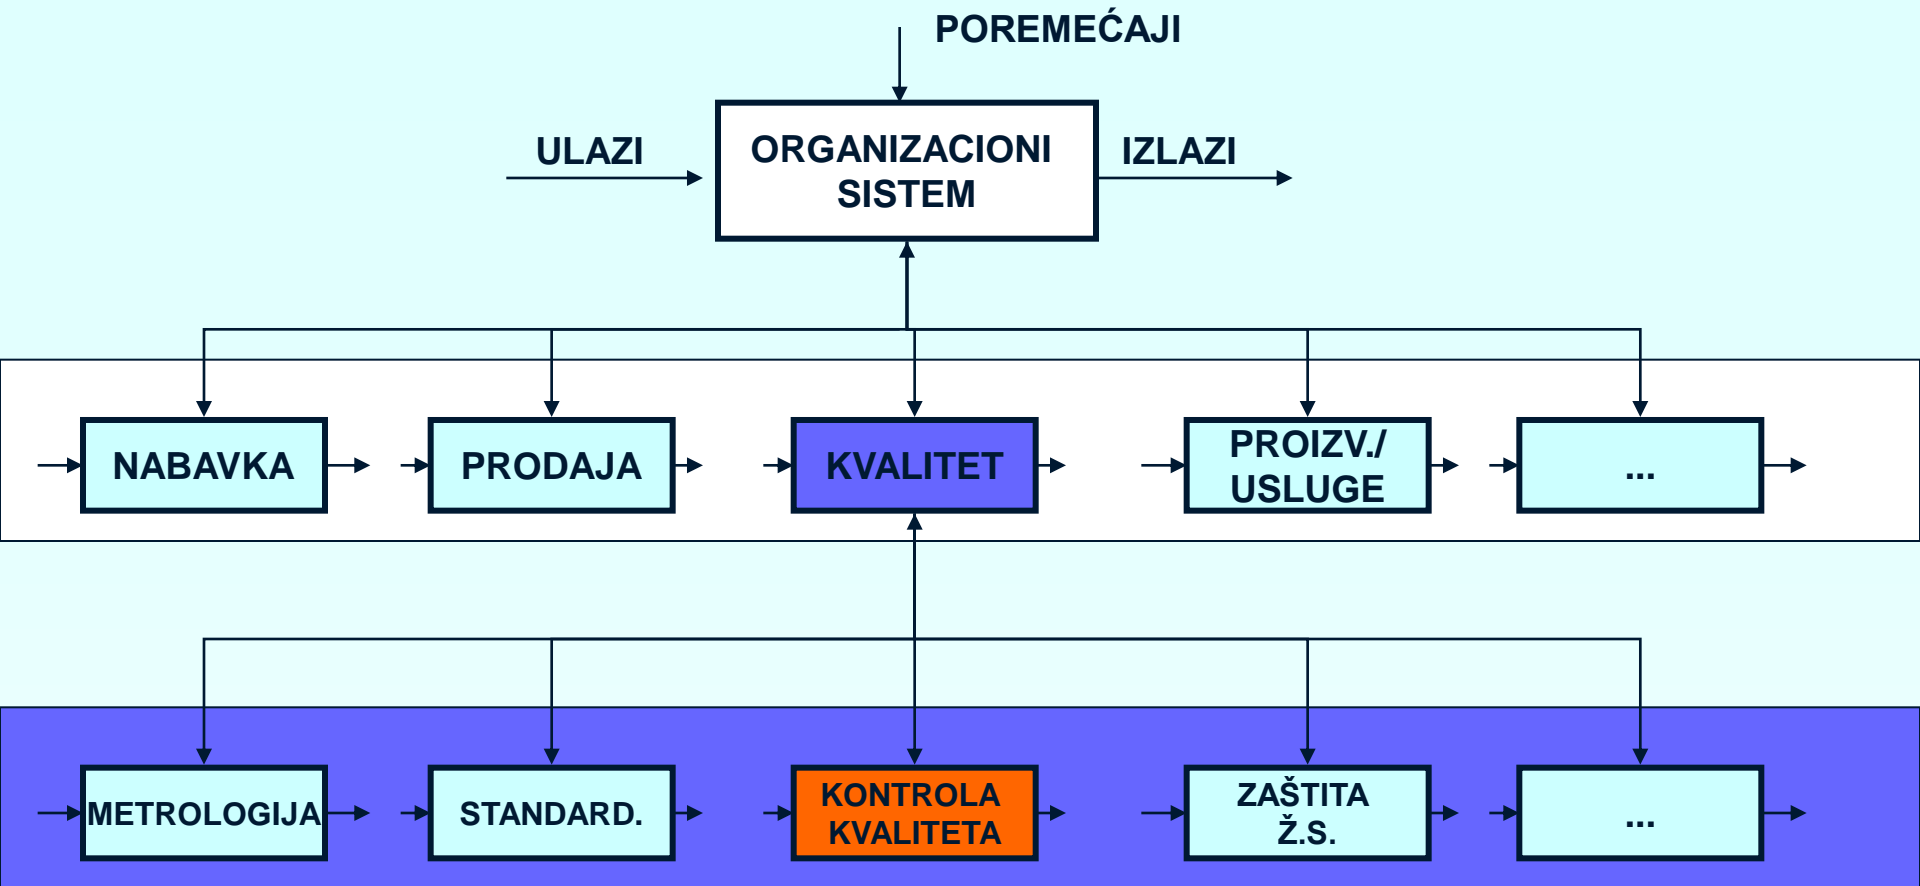 POREMEĆAJI
ULAZI
ORGANIZACIONI
SISTEM
IZLAZI
NABAVKA
PRODAJA
KVALITET
PROIZV./
USLUGE
...
METROLOGIJA
STANDARD.
KONTROLA
KVALITETA
ZAŠTITA
Ž.S.
...